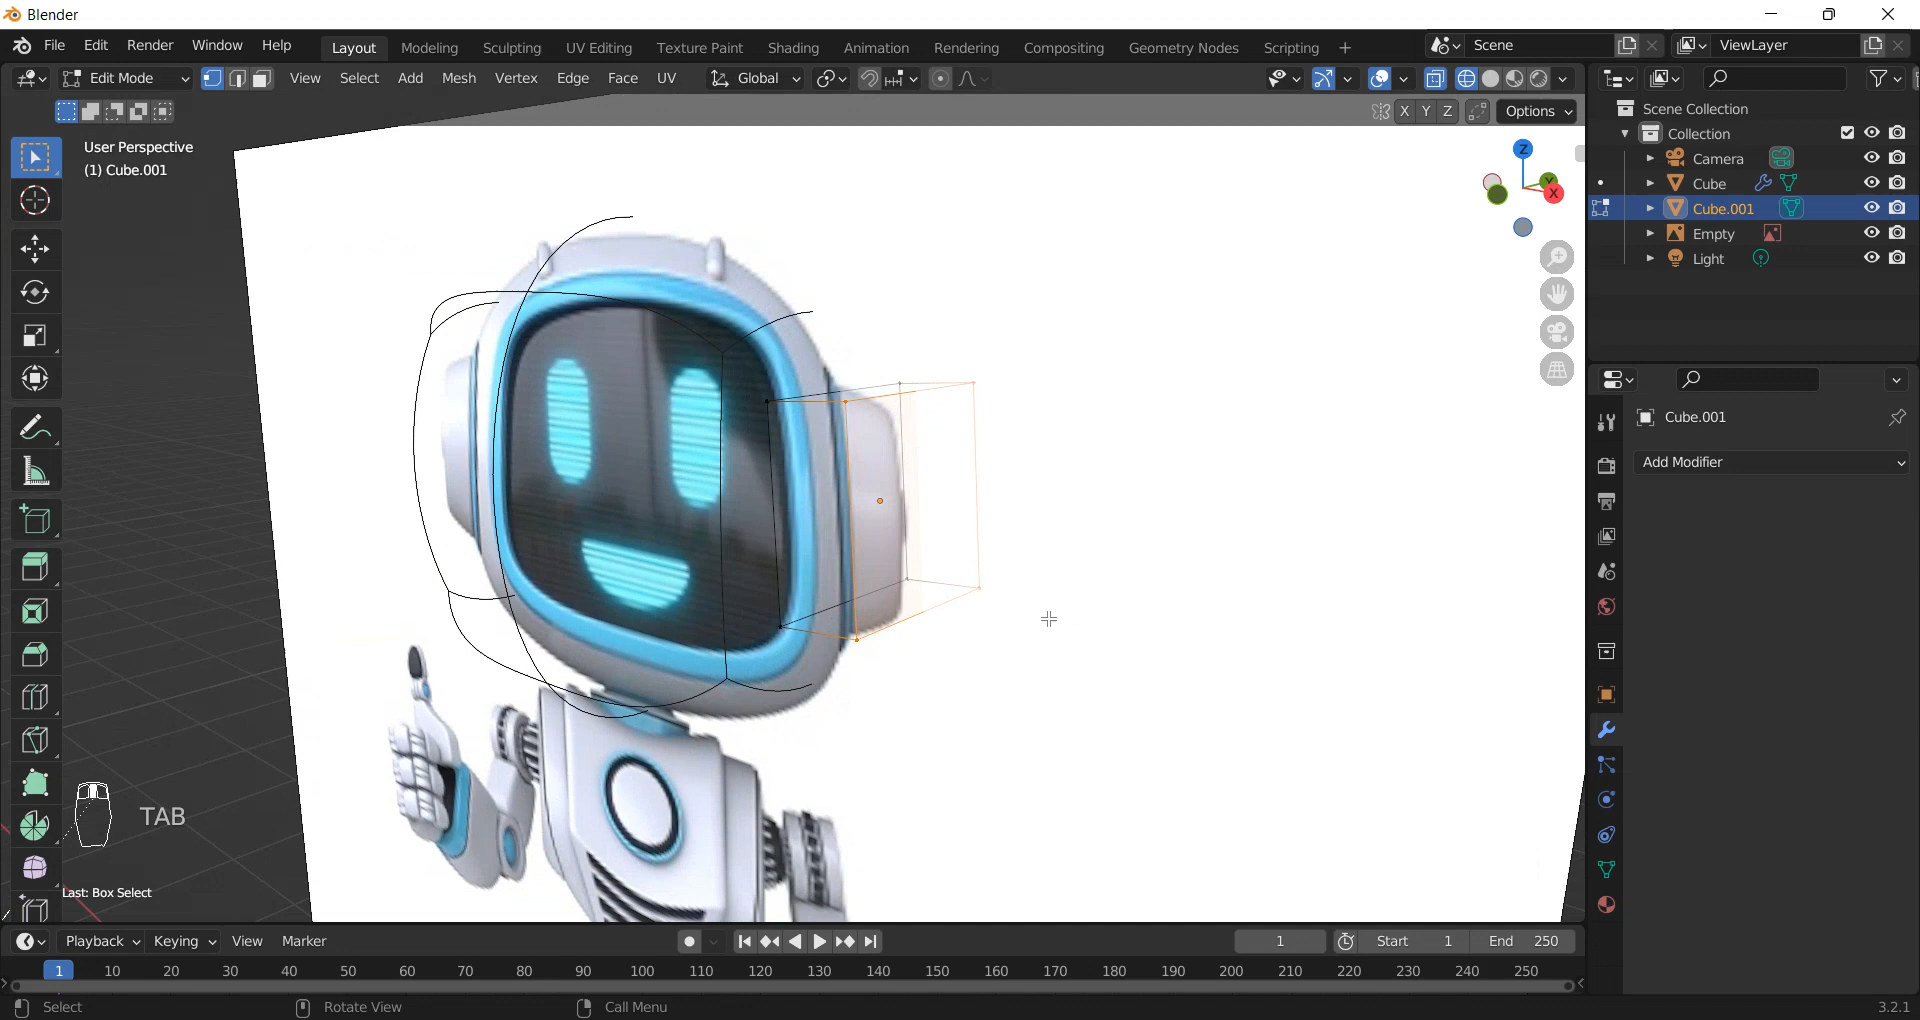 Blender
File Edit Render Window Help Layout Modeling Sculpting UV Editing Texture Paint Shading Animation Rendering Compositing Geometry Nodes Scripting + Scene ViewLayer
Edit Mode View Select Add Mesh Vertex Edge Face UV Global
X Y Z Options
User Perspective
(1) Cube.001
Z
Y
X
Scene Collection
Collection
Camera
Cube
Cube.001
Empty
Light
Cube.001
Add Modifier
TAB
Last: Box Select
Playback Keying View Marker 1 Start 1 End 250
1 10 20 30 40 50 60 70 80 90 100 110 120 130 140 150 160 170 180 190 200 210 220 230 240 250
Select Rotate View Call Menu 3.2.1